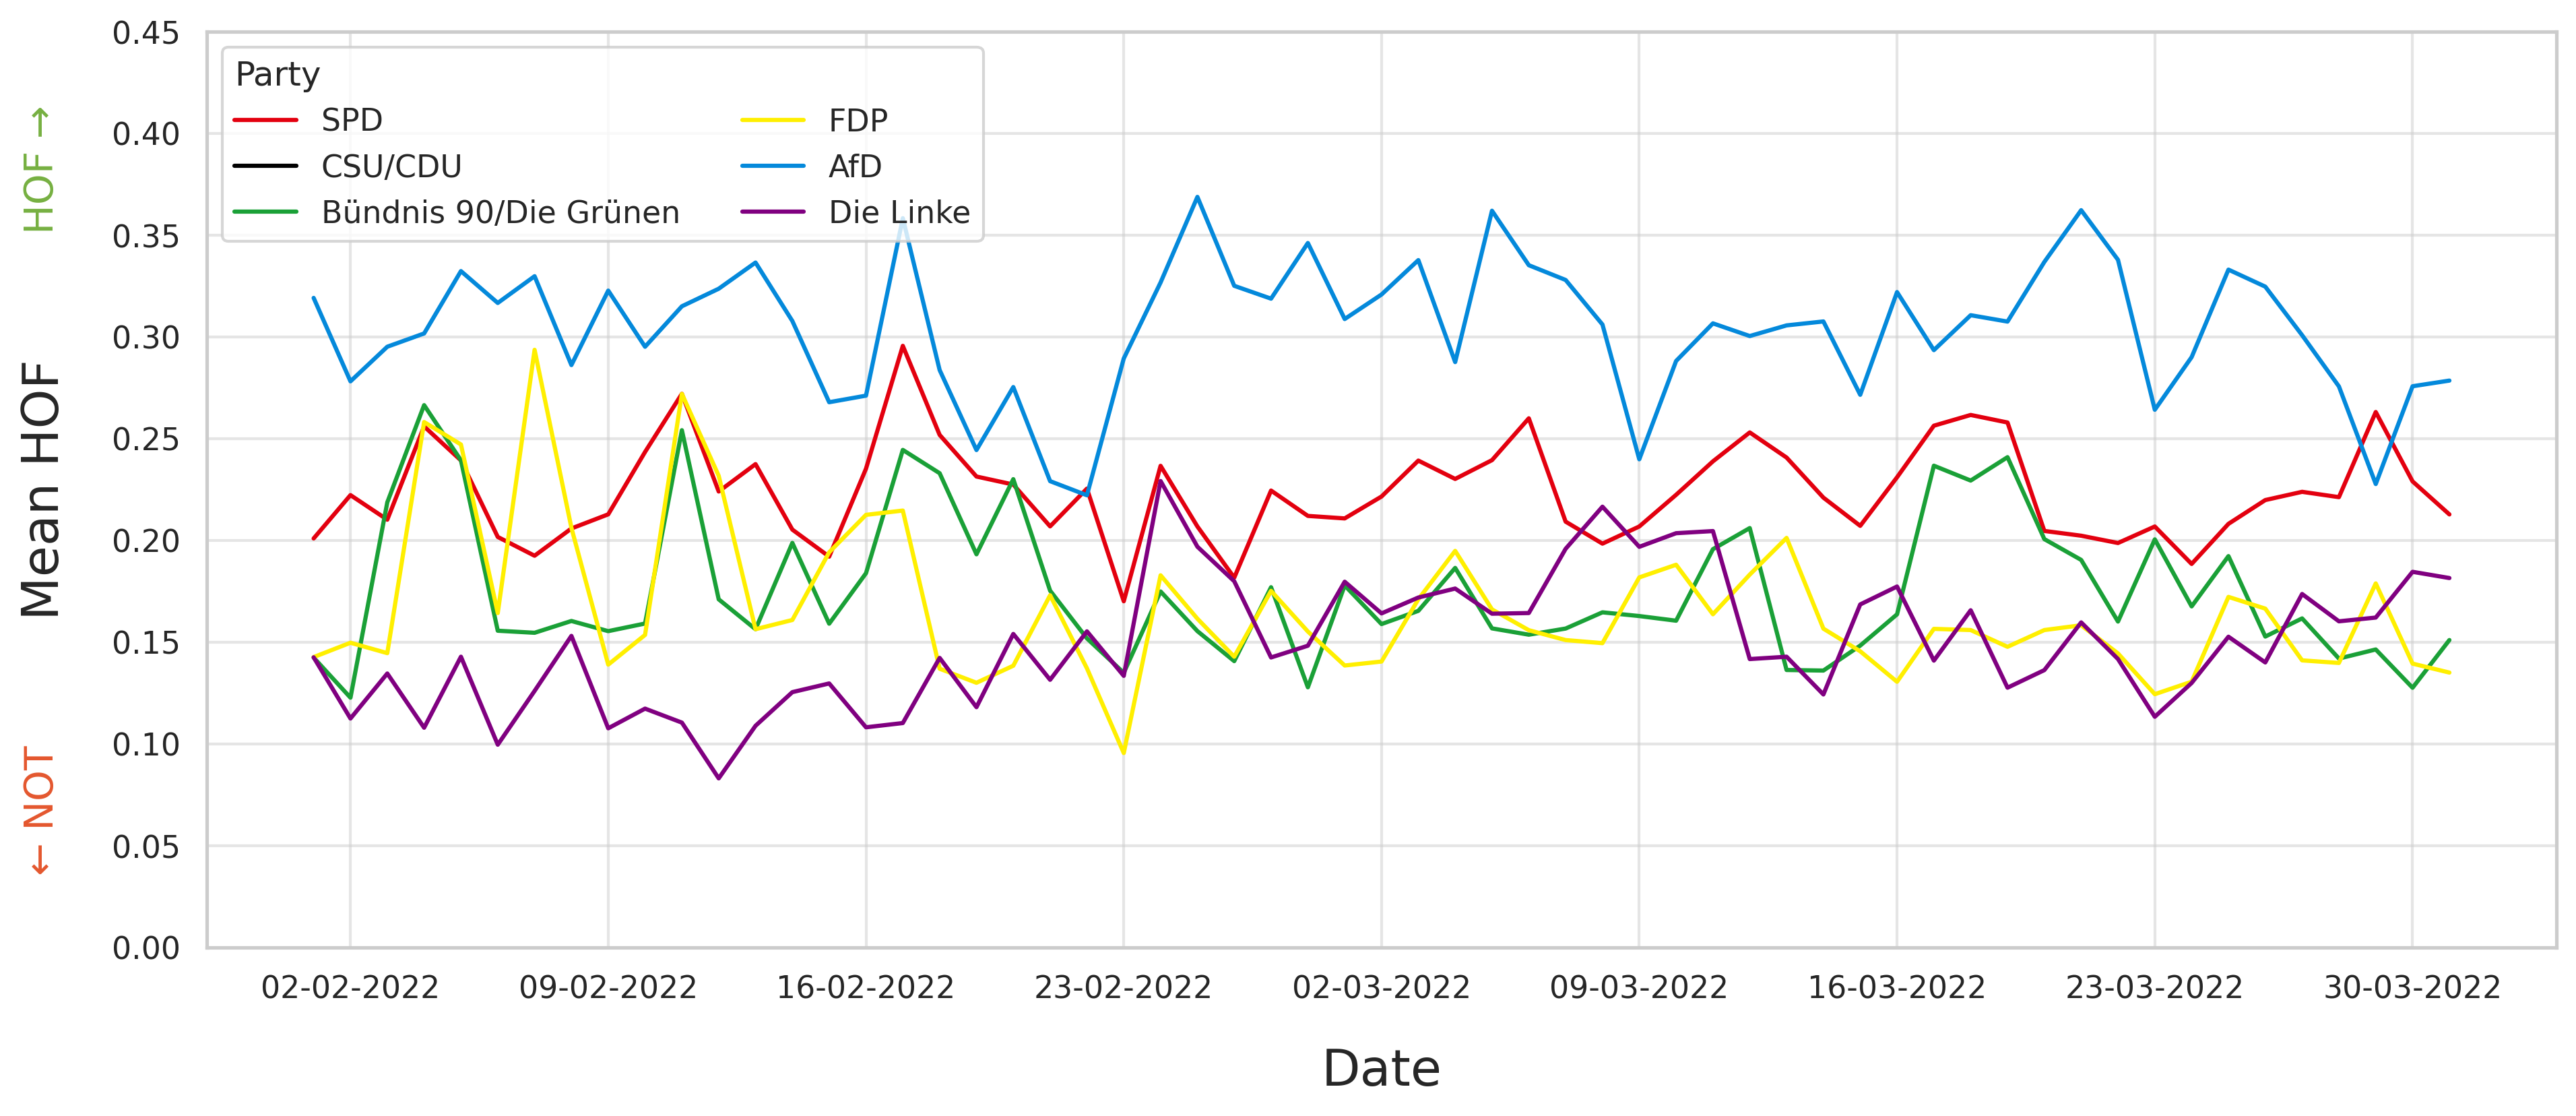 Party
SPD
CSU/CDU
Bündnis 90/Die Grünen
FDP
AfD
Die Linke
HOF →
Mean HOF
← NOT
0.45
0.40
0.35
0.30
0.25
0.20
0.15
0.10
0.05
0.00
02-02-2022 09-02-2022 16-02-2022 23-02-2022 02-03-2022 09-03-2022 16-03-2022 23-03-2022 30-03-2022
Date